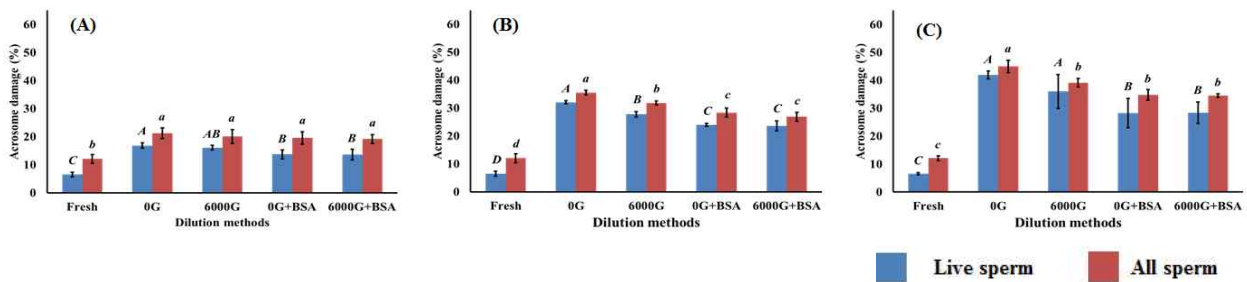 (A)
Acrosome damage (%)
60
50
40
30
20
10
0
C b A a AB a B a B a
Fresh 0G 6000G 0G+BSA 6000G+BSA
Dilution methods
(B)
Acrosome damage (%)
60
50
40
30
20
10
0
D d A a B b C c C c
Fresh 0G 6000G 0G+BSA 6000G+BSA
Dilution methods
(C)
Acrosome damage (%)
60
50
40
30
20
10
0
C c A a A b B b B b
Fresh 0G 6000G 0G+BSA 6000G+BSA
Dilution methods
Live sperm All sperm